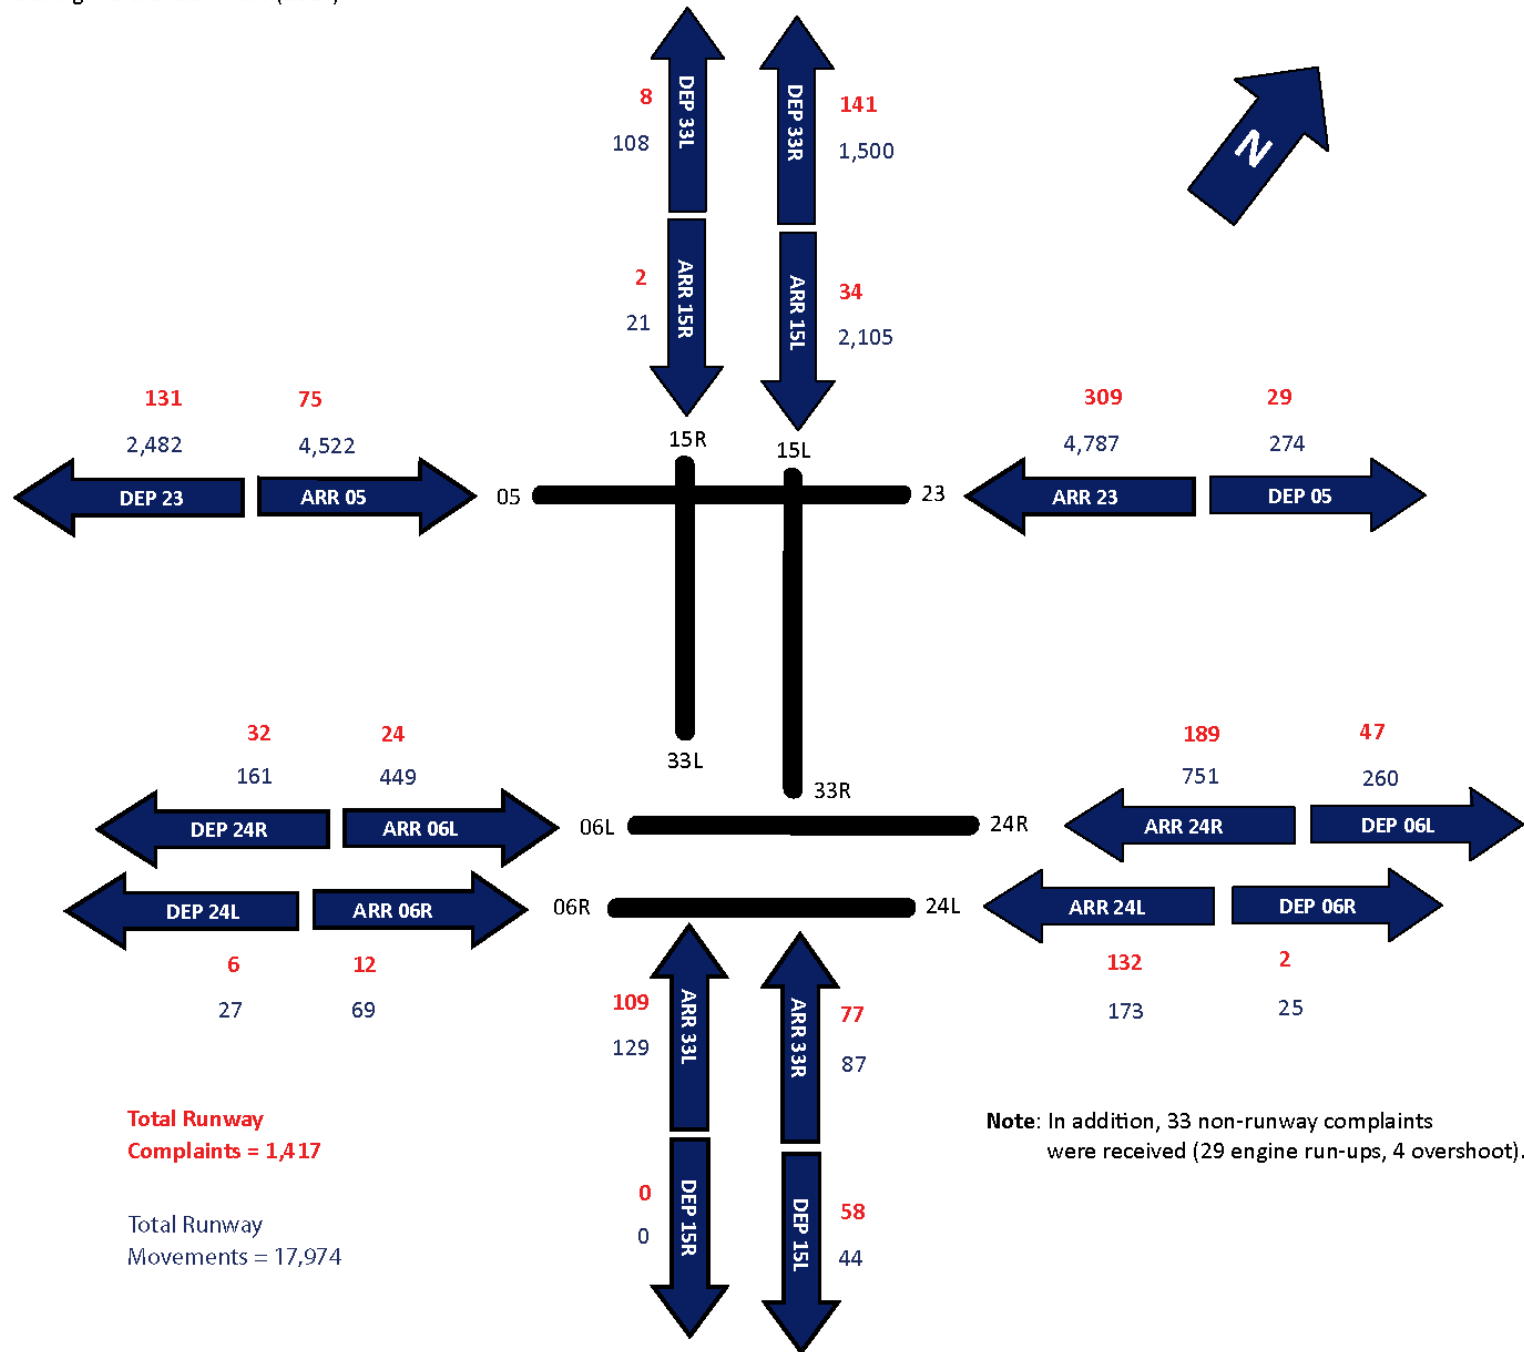 DEP 33L
8
108
DEP 33R
141
1,500
N
ARR 15R
2
21
ARR 15L
34
2,105
131
2,482
75
4,522
309
4,787
29
274
15R
15L
DEP 23
ARR 05
05
23
ARR 23
DEP 05
32
161
24
449
33L
33R
189
751
47
260
DEP 24R
ARR 06L
06L
24R
ARR 24R
DEP 06L
DEP 24L
ARR 06R
06R
24L
ARR 24L
DEP 06R
6
27
12
69
132
173
2
25
109
129
ARR 33L
ARR 33R
77
87
Total Runway
Complaints = 1,417
Note: In addition, 33 non-runway complaints
were received (29 engine run-ups, 4 overshoot).
0
0
DEP 15R
DEP 15L
58
44
Total Runway
Movements = 17,974